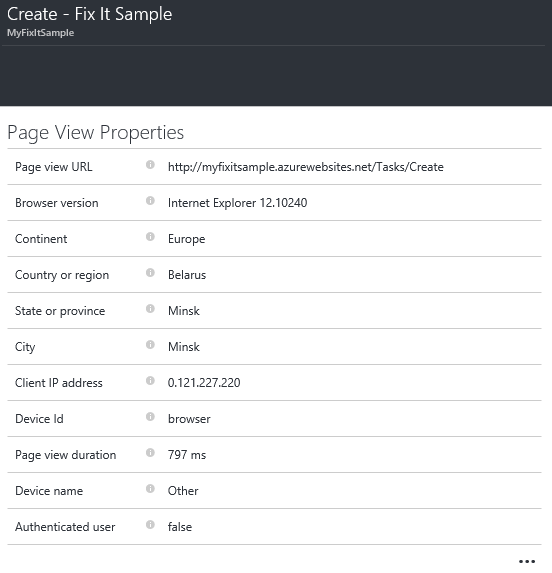 Create - Fix It Sample
MyFixItSample
Page View Properties
Page view URL http://myfixitsample.azurewebsites.net/Tasks/Create
Browser version Internet Explorer 12.10240
Continent Europe
Country or region Belarus
State or province Minsk
City Minsk
Client IP address 0.121.227.220
Device Id browser
Page view duration 797 ms
Device name Other
Authenticated user false